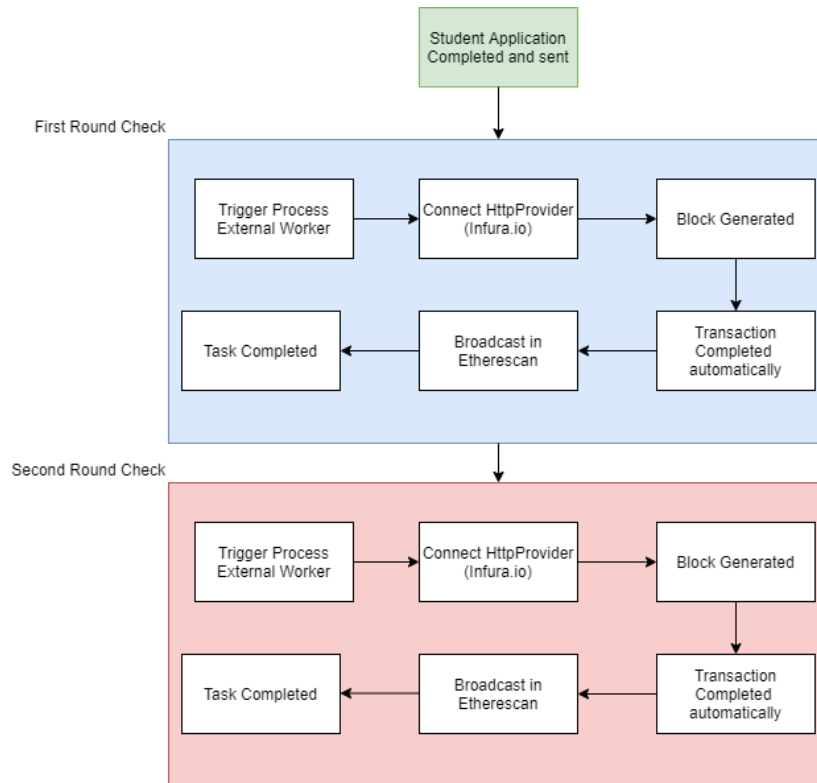 Student Application
Completed and sent
First Round Check
Trigger Process
External Worker
Connect HttpProvider
(Infura.io)
Block Generated
Task Completed
Broadcast in
Etherescan
Transaction
Completed
automatically
Second Round Check
Trigger Process
External Worker
Connect HttpProvider
(Infura.io)
Block Generated
Task Completed
Broadcast in
Etherescan
Transaction
Completed
automatically